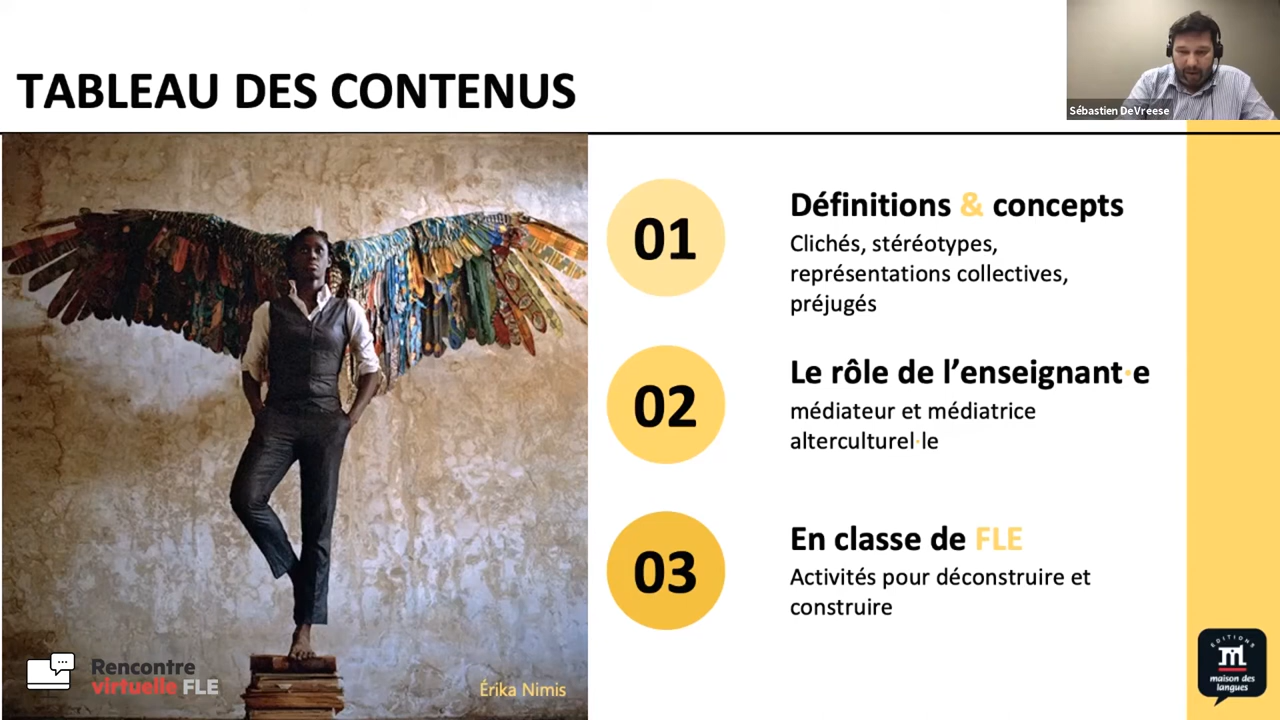 TABLEAU DES CONTENUS
Sébastien DeVreese
01
Définitions & concepts
Clichés, stéréotypes,
représentations collectives,
préjugés
02
Le rôle de l’enseignant·e
médiateur et médiatrice
alterculturel·le
03
En classe de FLE
Activités pour déconstruire et
construire
Rencontre
virtuelle FLE
Érika Nimis
EDITIONS
maison des
langues